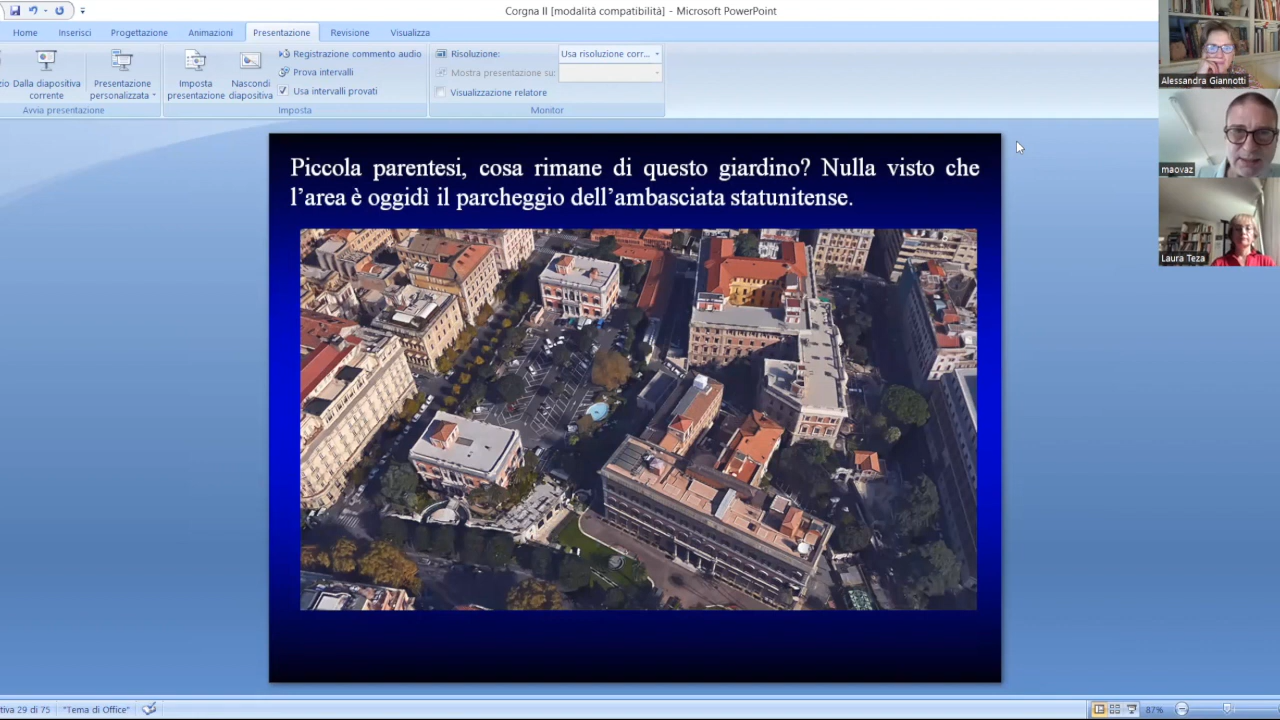 Corgna II [modalità compatibilità] - Microsoft PowerPoint
Home Inserisci Progettazione Animazioni Presentazione Revisione Visualizza
Dalla diapositiva corrente
Presentazione personalizzata
Avvia presentazione
Imposta presentazione
Nascondi diapositiva
Registrazione commento audio
Prova intervalli
Usa intervalli provati
Imposta
Risoluzione: Usa risoluzione corr...
Mostra presentazione su:
Visualizzazione relatore
Monitor
Alessandra Giannotti
maovaz
Laura Teza
Piccola parentesi, cosa rimane di questo giardino? Nulla visto che
l'area è oggidì il parcheggio dell'ambasciata statunitense.
29 di 75 "Tema di Office" 87%